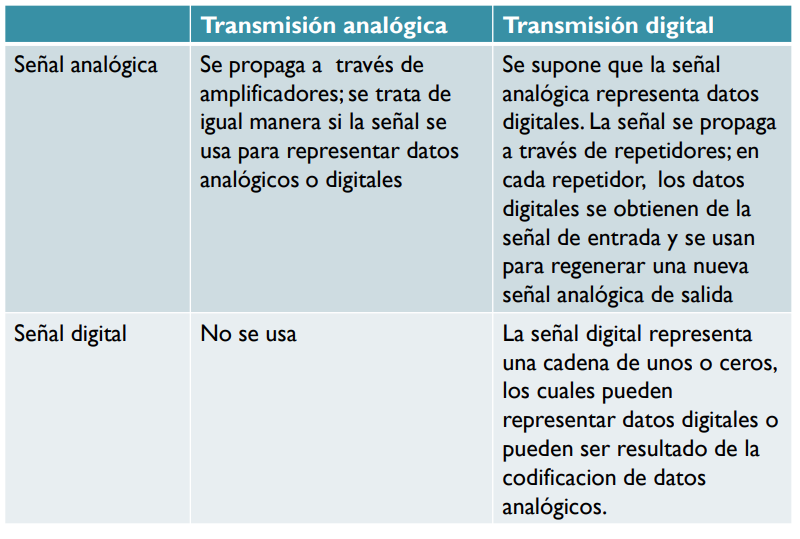 Transmisión analógica
Transmisión digital
Señal analógica
Se propaga a través de
amplificadores; se trata de
igual manera si la señal se
usa para representar datos
analógicos o digitales
Se supone que la señal
analógica representa datos
digitales. La señal se propaga
a través de repetidores; en
cada repetidor, los datos
digitales se obtienen de la
señal de entrada y se usan
para regenerar una nueva
señal analógica de salida
Señal digital
No se usa
La señal digital representa
una cadena de unos o ceros,
los cuales pueden
representar datos digitales o
pueden ser resultado de la
codificacion de datos
analógicos.